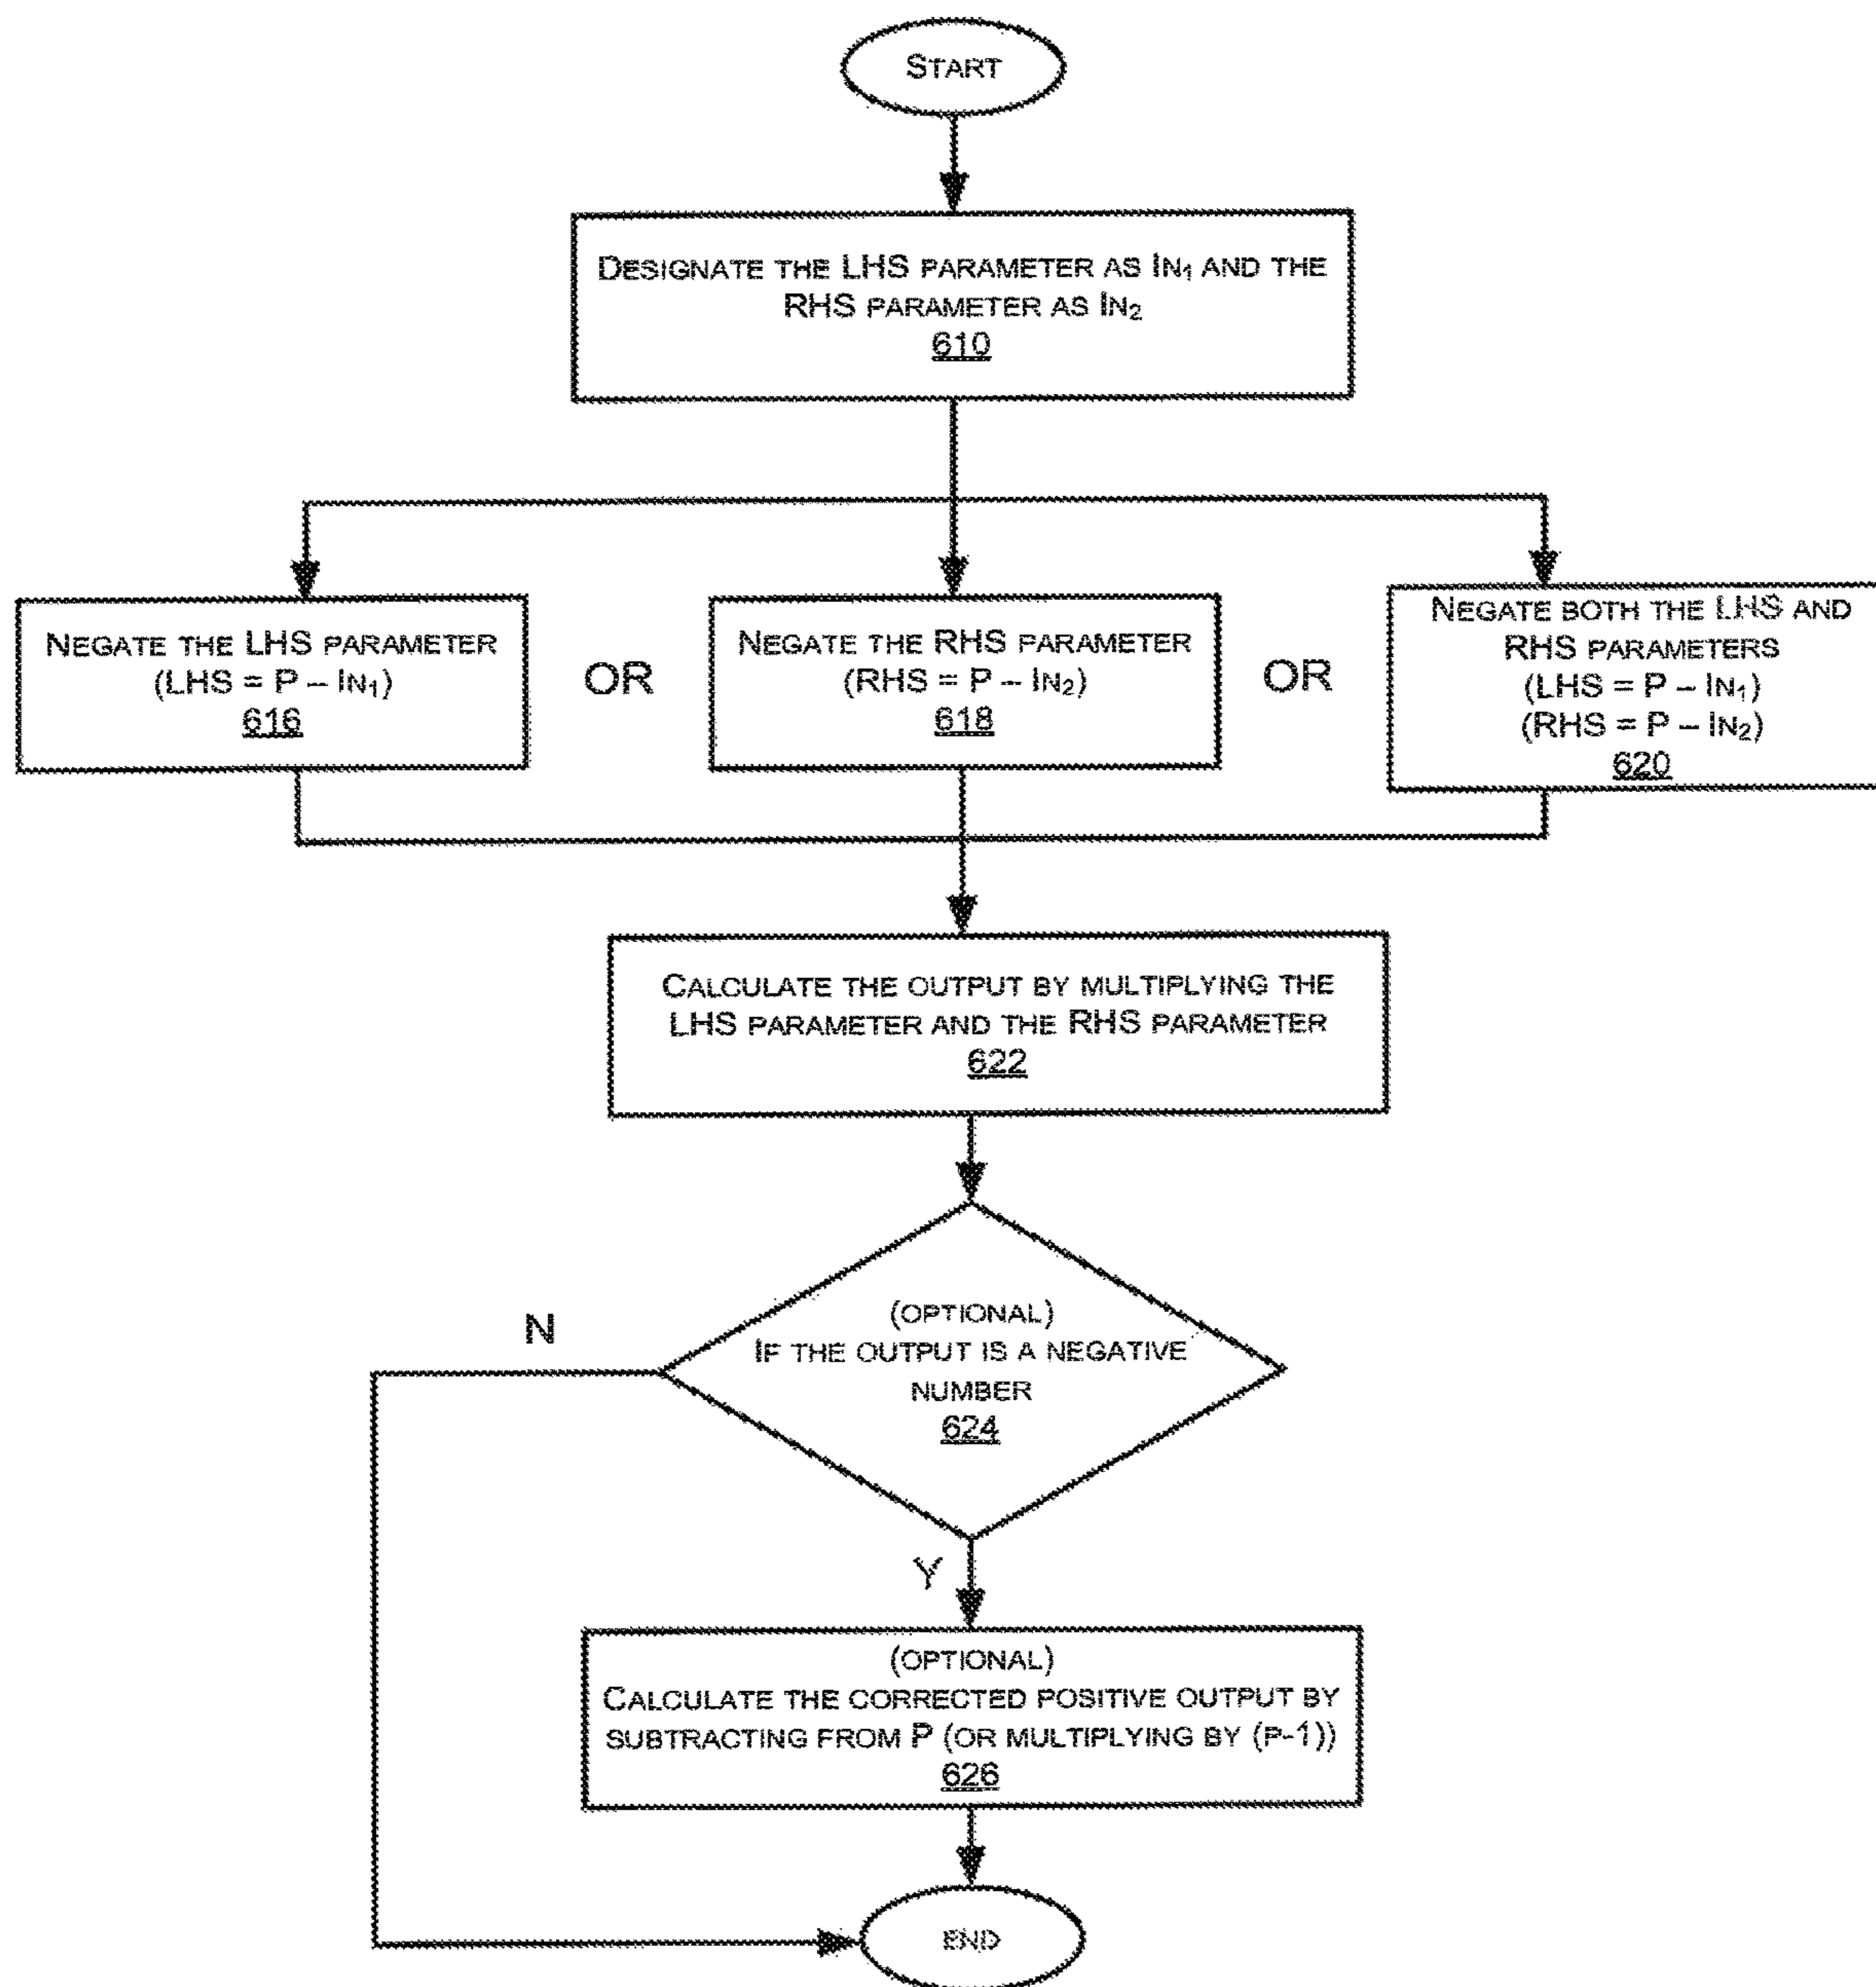 START
DESIGNATE THE LHS PARAMETER AS IN₁ AND THE
RHS PARAMETER AS IN₂
610
NEGATE THE LHS PARAMETER
(LHS = P – IN₁)
616
OR
NEGATE THE RHS PARAMETER
(RHS = P – IN₂)
618
OR
NEGATE BOTH THE LHS AND
RHS PARAMETERS
(LHS = P – IN₁)
(RHS = P – IN₂)
620
CALCULATE THE OUTPUT BY MULTIPLYING THE
LHS PARAMETER AND THE RHS PARAMETER
622
N
(OPTIONAL)
IF THE OUTPUT IS A NEGATIVE
NUMBER
624
Y
(OPTIONAL)
CALCULATE THE CORRECTED POSITIVE OUTPUT BY
SUBTRACTING FROM P (OR MULTIPLYING BY (P-1))
626
END